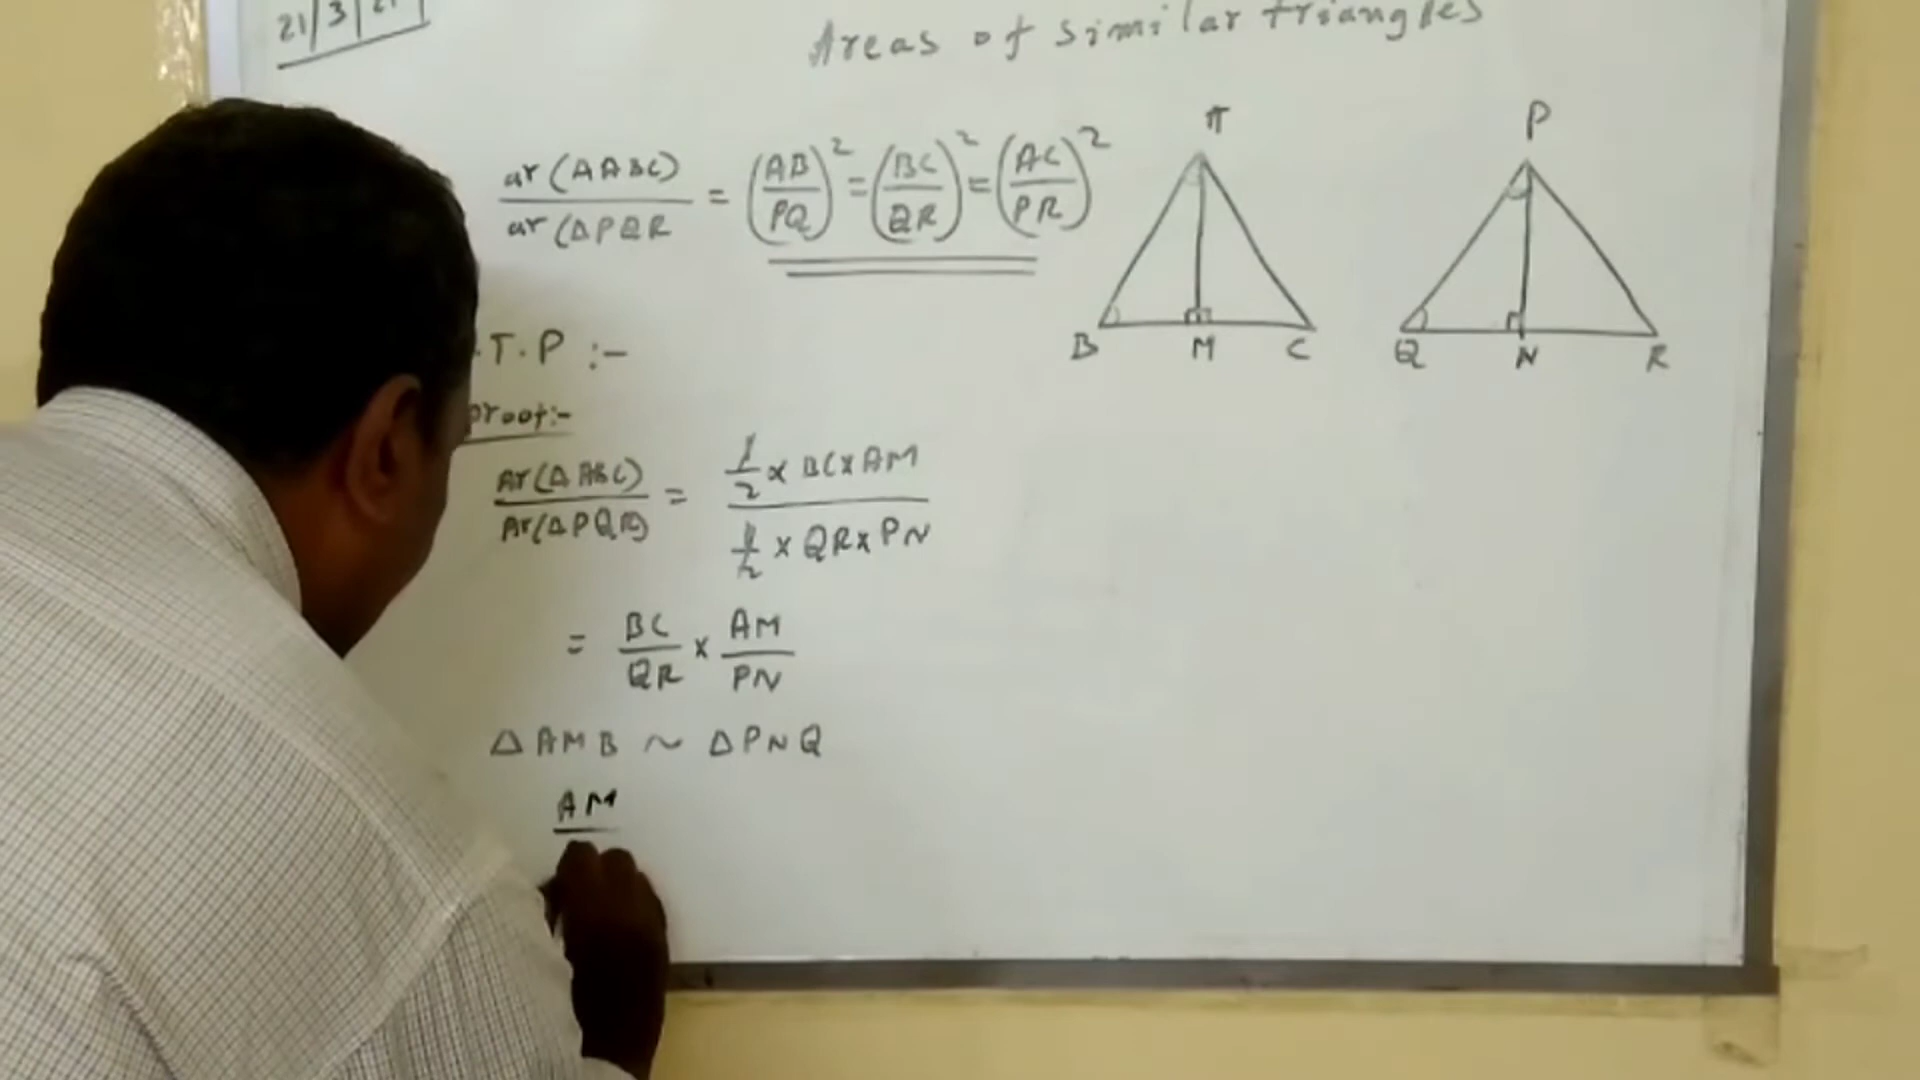 21/3/21
Areas of similar triangles
ar(ΔABC) / ar(ΔPQR = (AB/PQ)² = (BC/QR)² = (AC/PR)²
A
P
B M C
Q N R
.T.P :-
proof:-
Ar(ΔABC) / Ar(ΔPQR) = 1/2 × BC × AM / 1/2 × QR × PN
= BC/QR × AM/PN
ΔAMB ~ ΔPNQ
AM